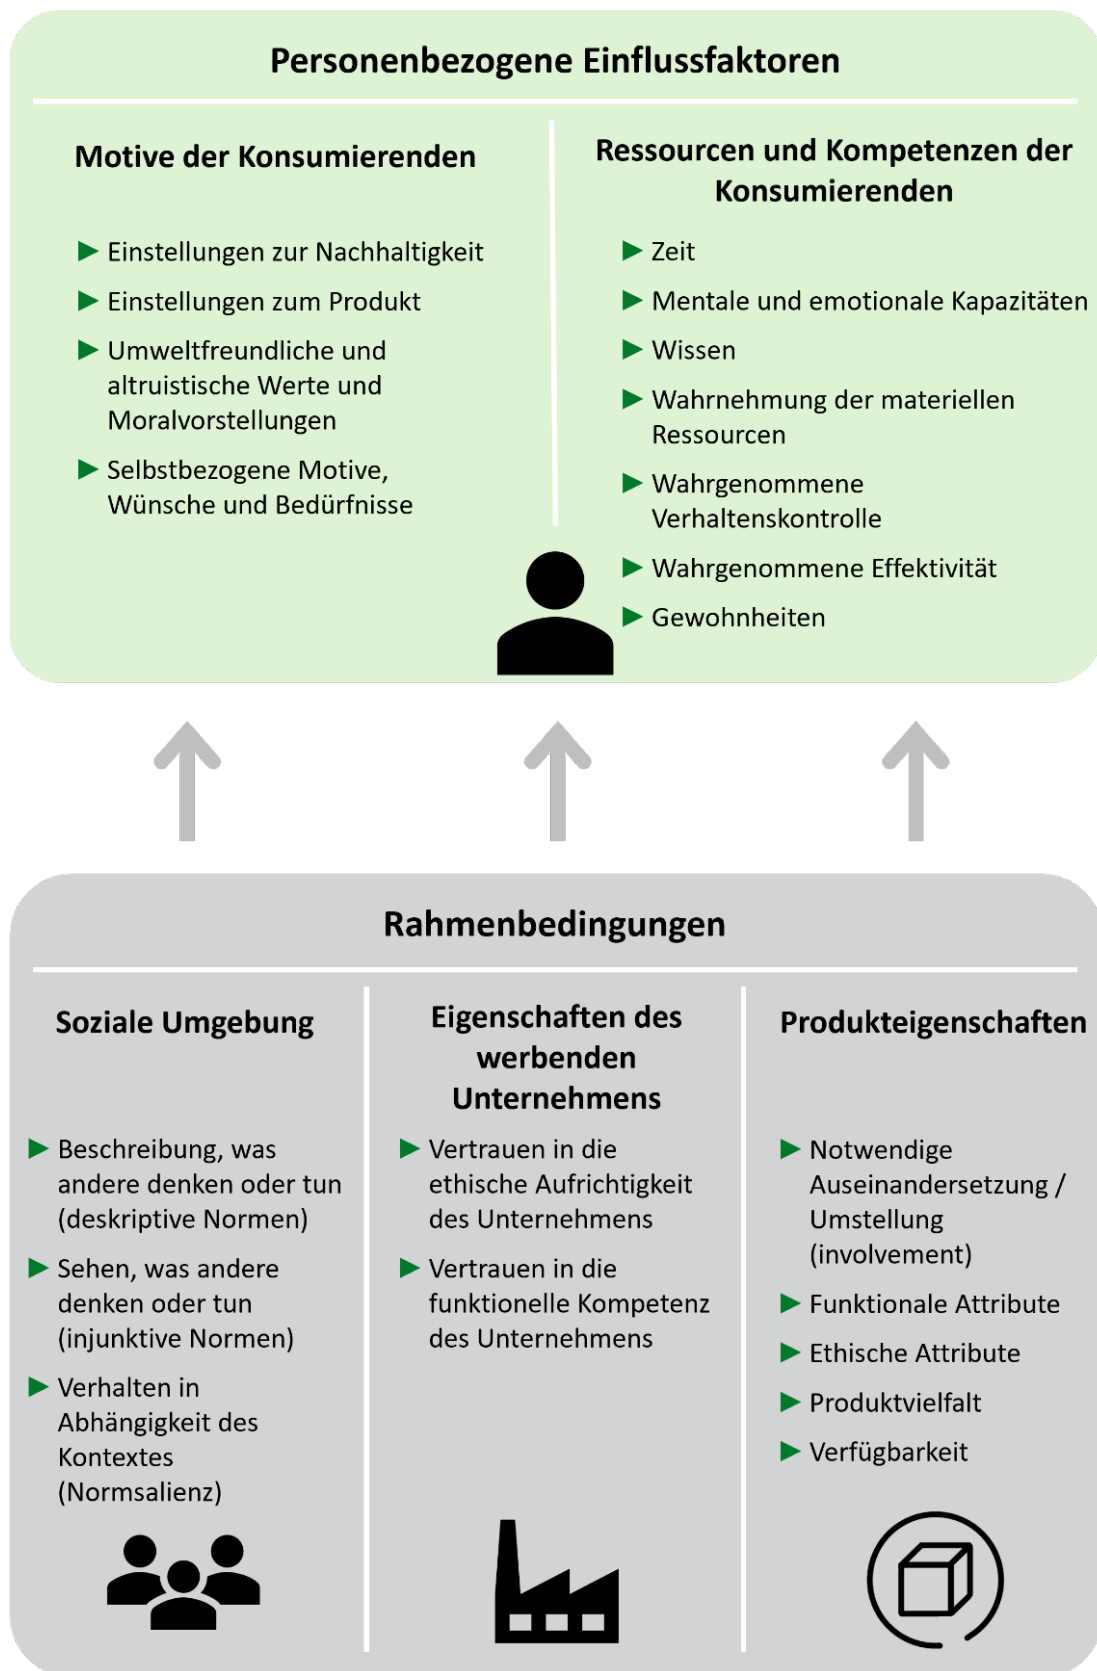 Personenbezogene Einflussfaktoren
Motive der Konsumierenden
Einstellungen zur Nachhaltigkeit
Einstellungen zum Produkt
Umweltfreundliche und
altruistische Werte und
Moralvorstellungen
Selbstbezogene Motive,
Wünsche und Bedürfnisse
Ressourcen und Kompetenzen der
Konsumierenden
Zeit
Mentale und emotionale Kapazitäten
Wissen
Wahrnehmung der materiellen
Ressourcen
Wahrgenommene
Verhaltenskontrolle
Wahrgenommene Effektivität
Gewohnheiten
Rahmenbedingungen
Soziale Umgebung
Beschreibung, was
andere denken oder tun
(deskriptive Normen)
Sehen, was andere
denken oder tun
(injunktive Normen)
Verhalten in
Abhängigkeit des
Kontextes
(Normsalienz)
Eigenschaften des
werbenden
Unternehmens
Vertrauen in die
ethische Aufrichtigkeit
des Unternehmens
Vertrauen in die
funktionelle Kompetenz
des Unternehmens
Produkteigenschaften
Notwendige
Auseinandersetzung /
Umstellung
(involvement)
Funktionale Attribute
Ethische Attribute
Produktvielfalt
Verfügbarkeit